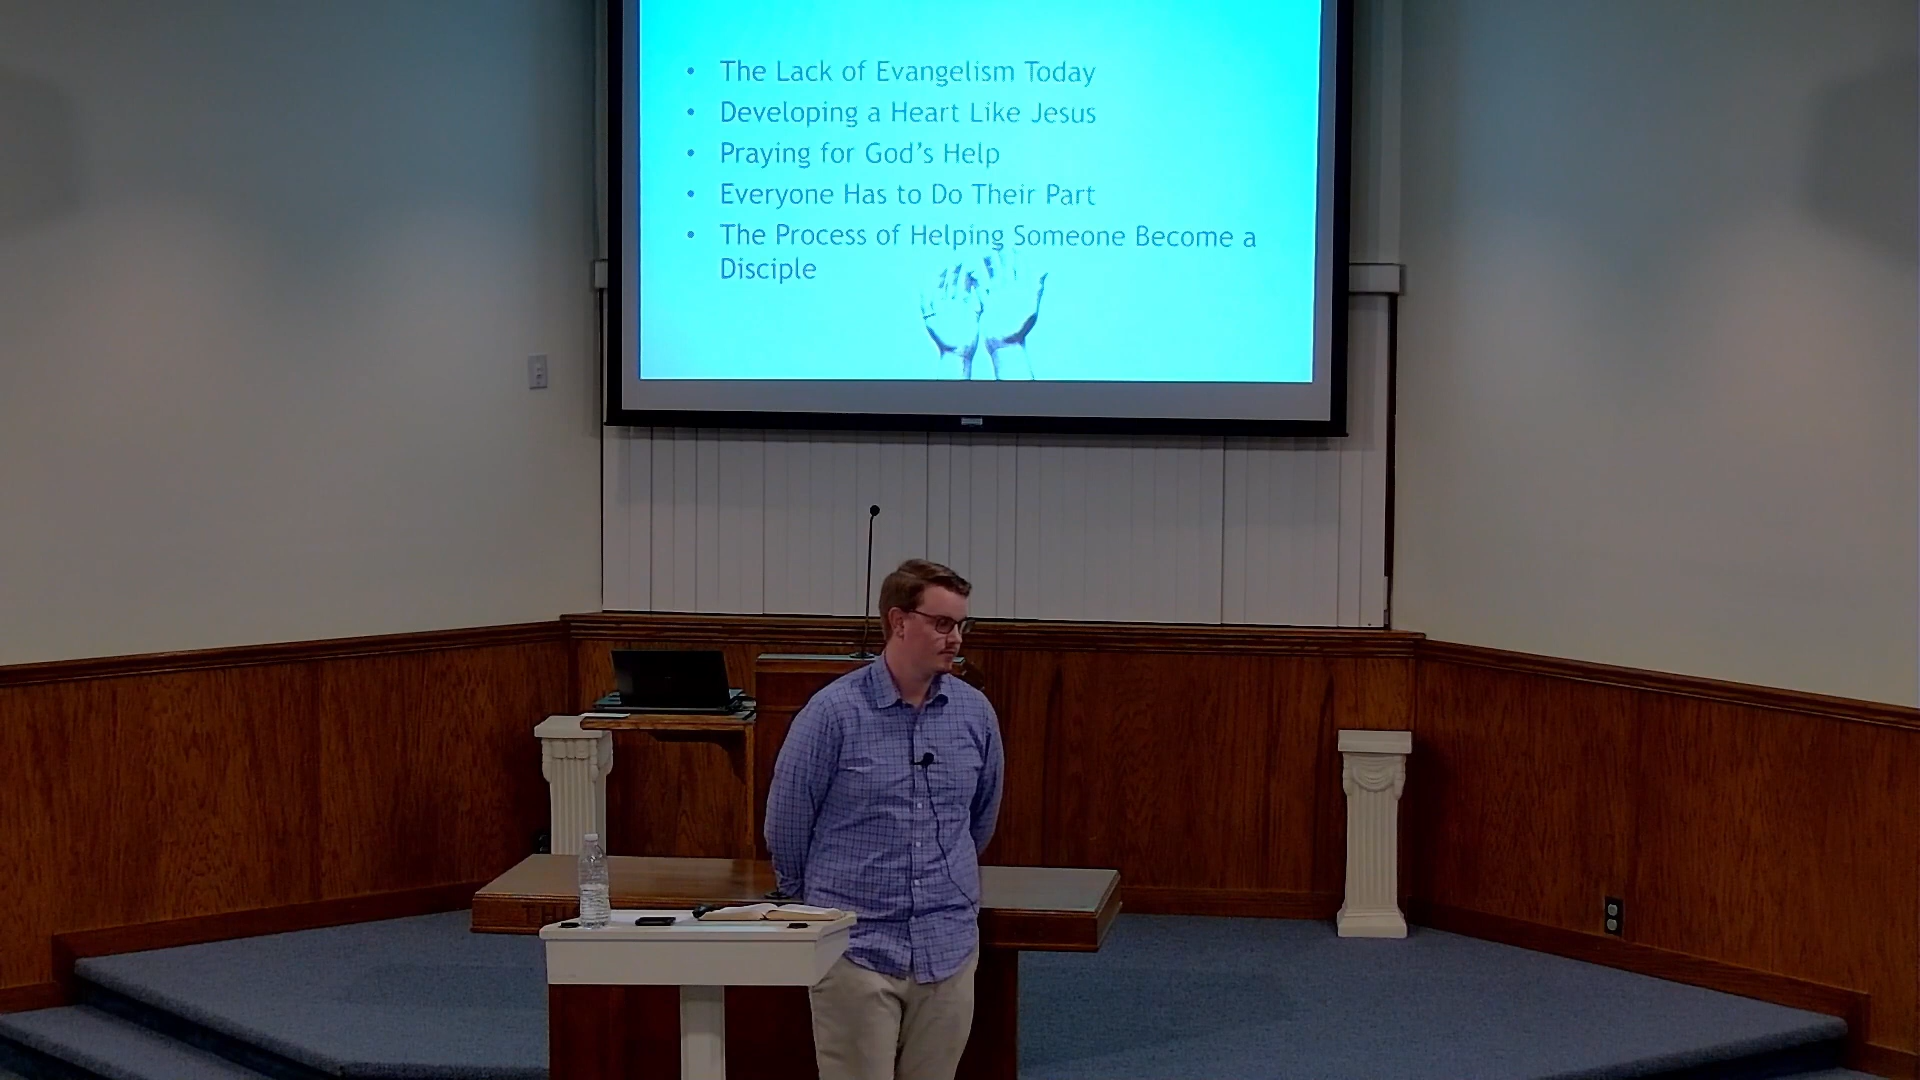 • The Lack of Evangelism Today
• Developing a Heart Like Jesus
• Praying for God's Help
• Everyone Has to Do Their Part
• The Process of Helping Someone Become a
Disciple